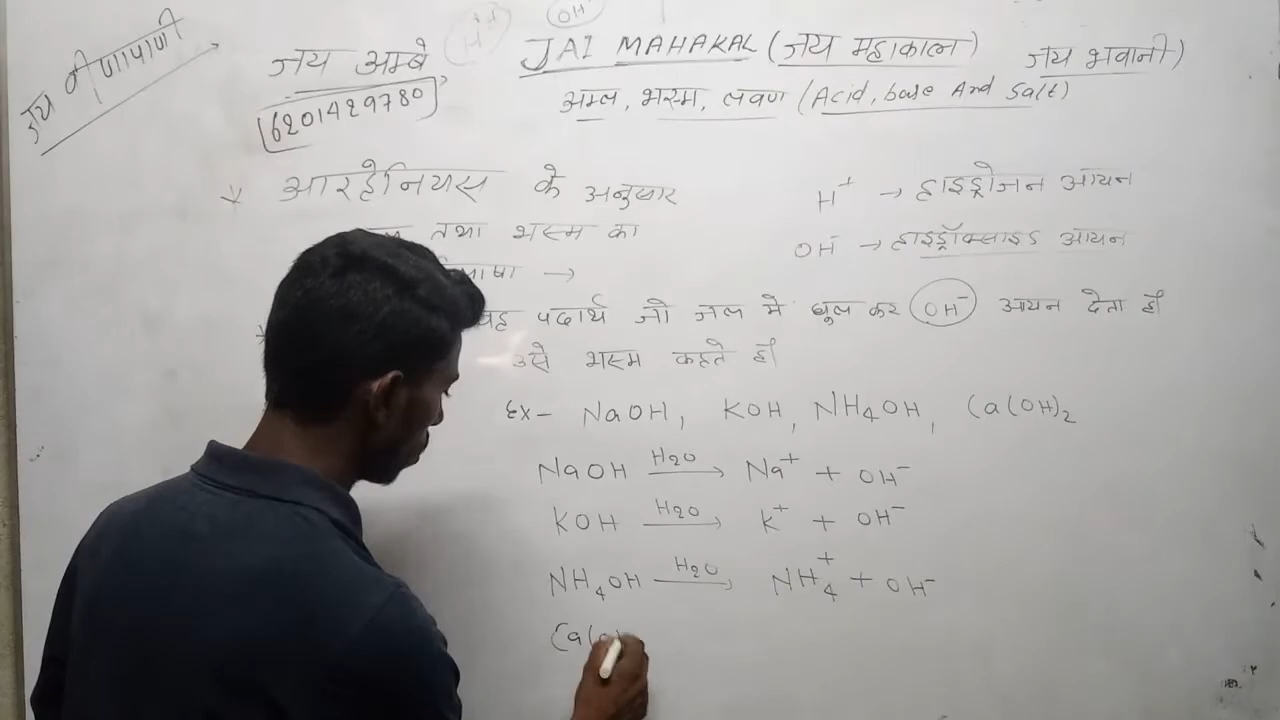 जय वीणापाणी
H⁺ OH⁻
जय अम्बे JAI MAHAKAL (जय महाकाल) जय भवानी)
6201429780
अम्ल, भस्म, लवण (Acid, base And Salt)
* आरहेनियस के अनुसार
तथा भस्म का
→
H⁺ → हाइड्रोजन आयन
OH⁻ → हाइड्रॉक्साइड आयन
* वह पदार्थ जो जल में घुल कर OH⁻ आयन देता हैं
उसे भस्म कहते हैं
Ex- NaOH, KOH, NH₄OH, Ca(OH)₂
NaOH H₂O → Na⁺ + OH⁻
KOH H₂O → K⁺ + OH⁻
NH₄OH H₂O → NH₄⁺ + OH⁻
Ca(